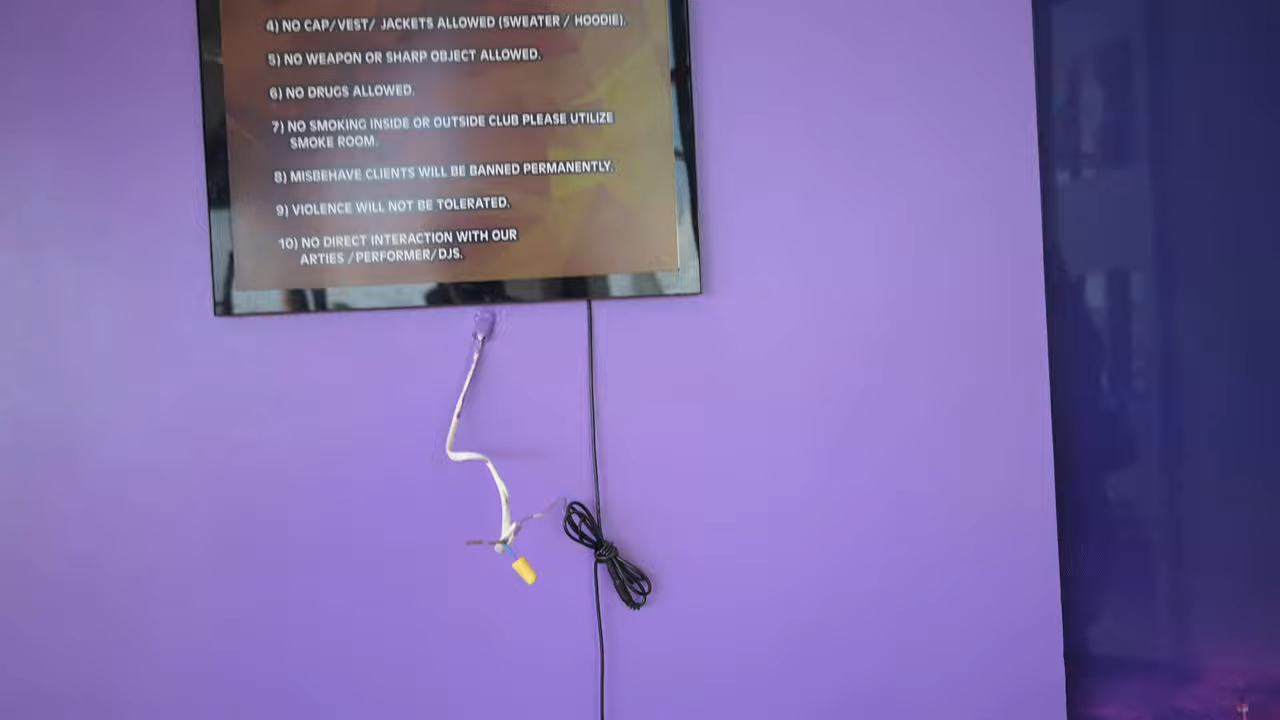 4) NO CAP/VEST/ JACKETS ALLOWED (SWEATER / HOODIE).
5) NO WEAPON OR SHARP OBJECT ALLOWED.
6) NO DRUGS ALLOWED.
7) NO SMOKING INSIDE OR OUTSIDE CLUB PLEASE UTILIZE
SMOKE ROOM.
8) MISBEHAVE CLIENTS WILL BE BANNED PERMANENTLY.
9) VIOLENCE WILL NOT BE TOLERATED.
10) NO DIRECT INTERACTION WITH OUR
ARTIES /PERFORMER/DJS.